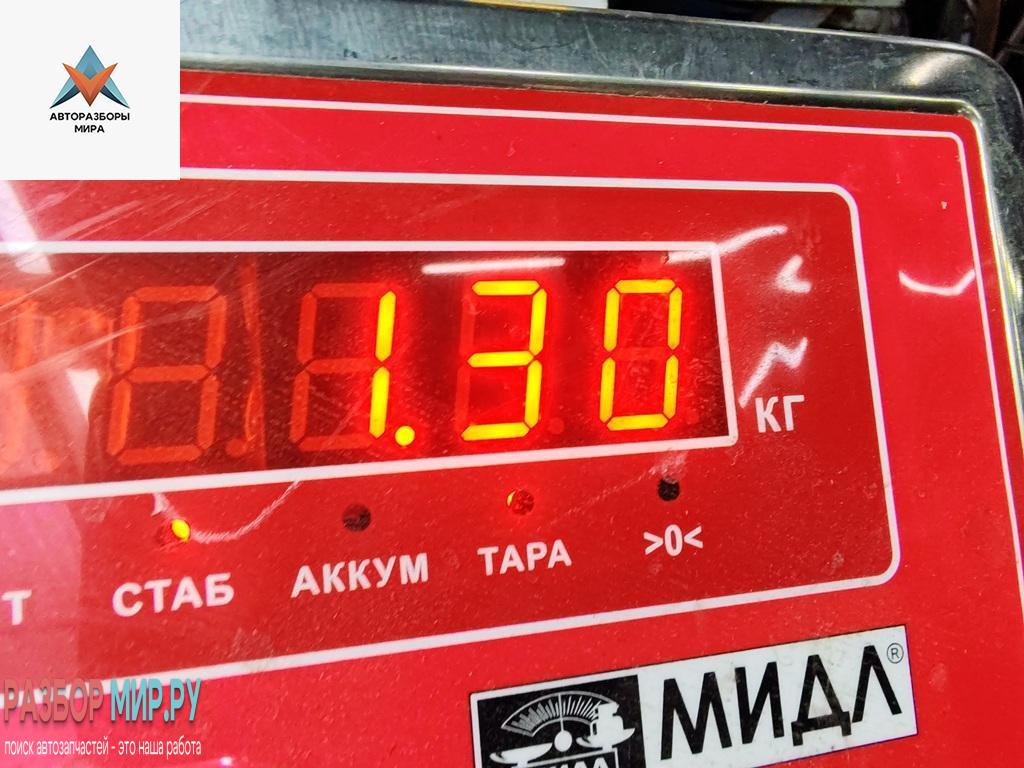 АВТОРАЗБОРЫ
МИРА
1.30
КГ
Т СТАБ АККУМ ТАРА >0<
МИДЛ®
РАЗБОР МИР.РУ
поиск автозапчастей - это наша работа